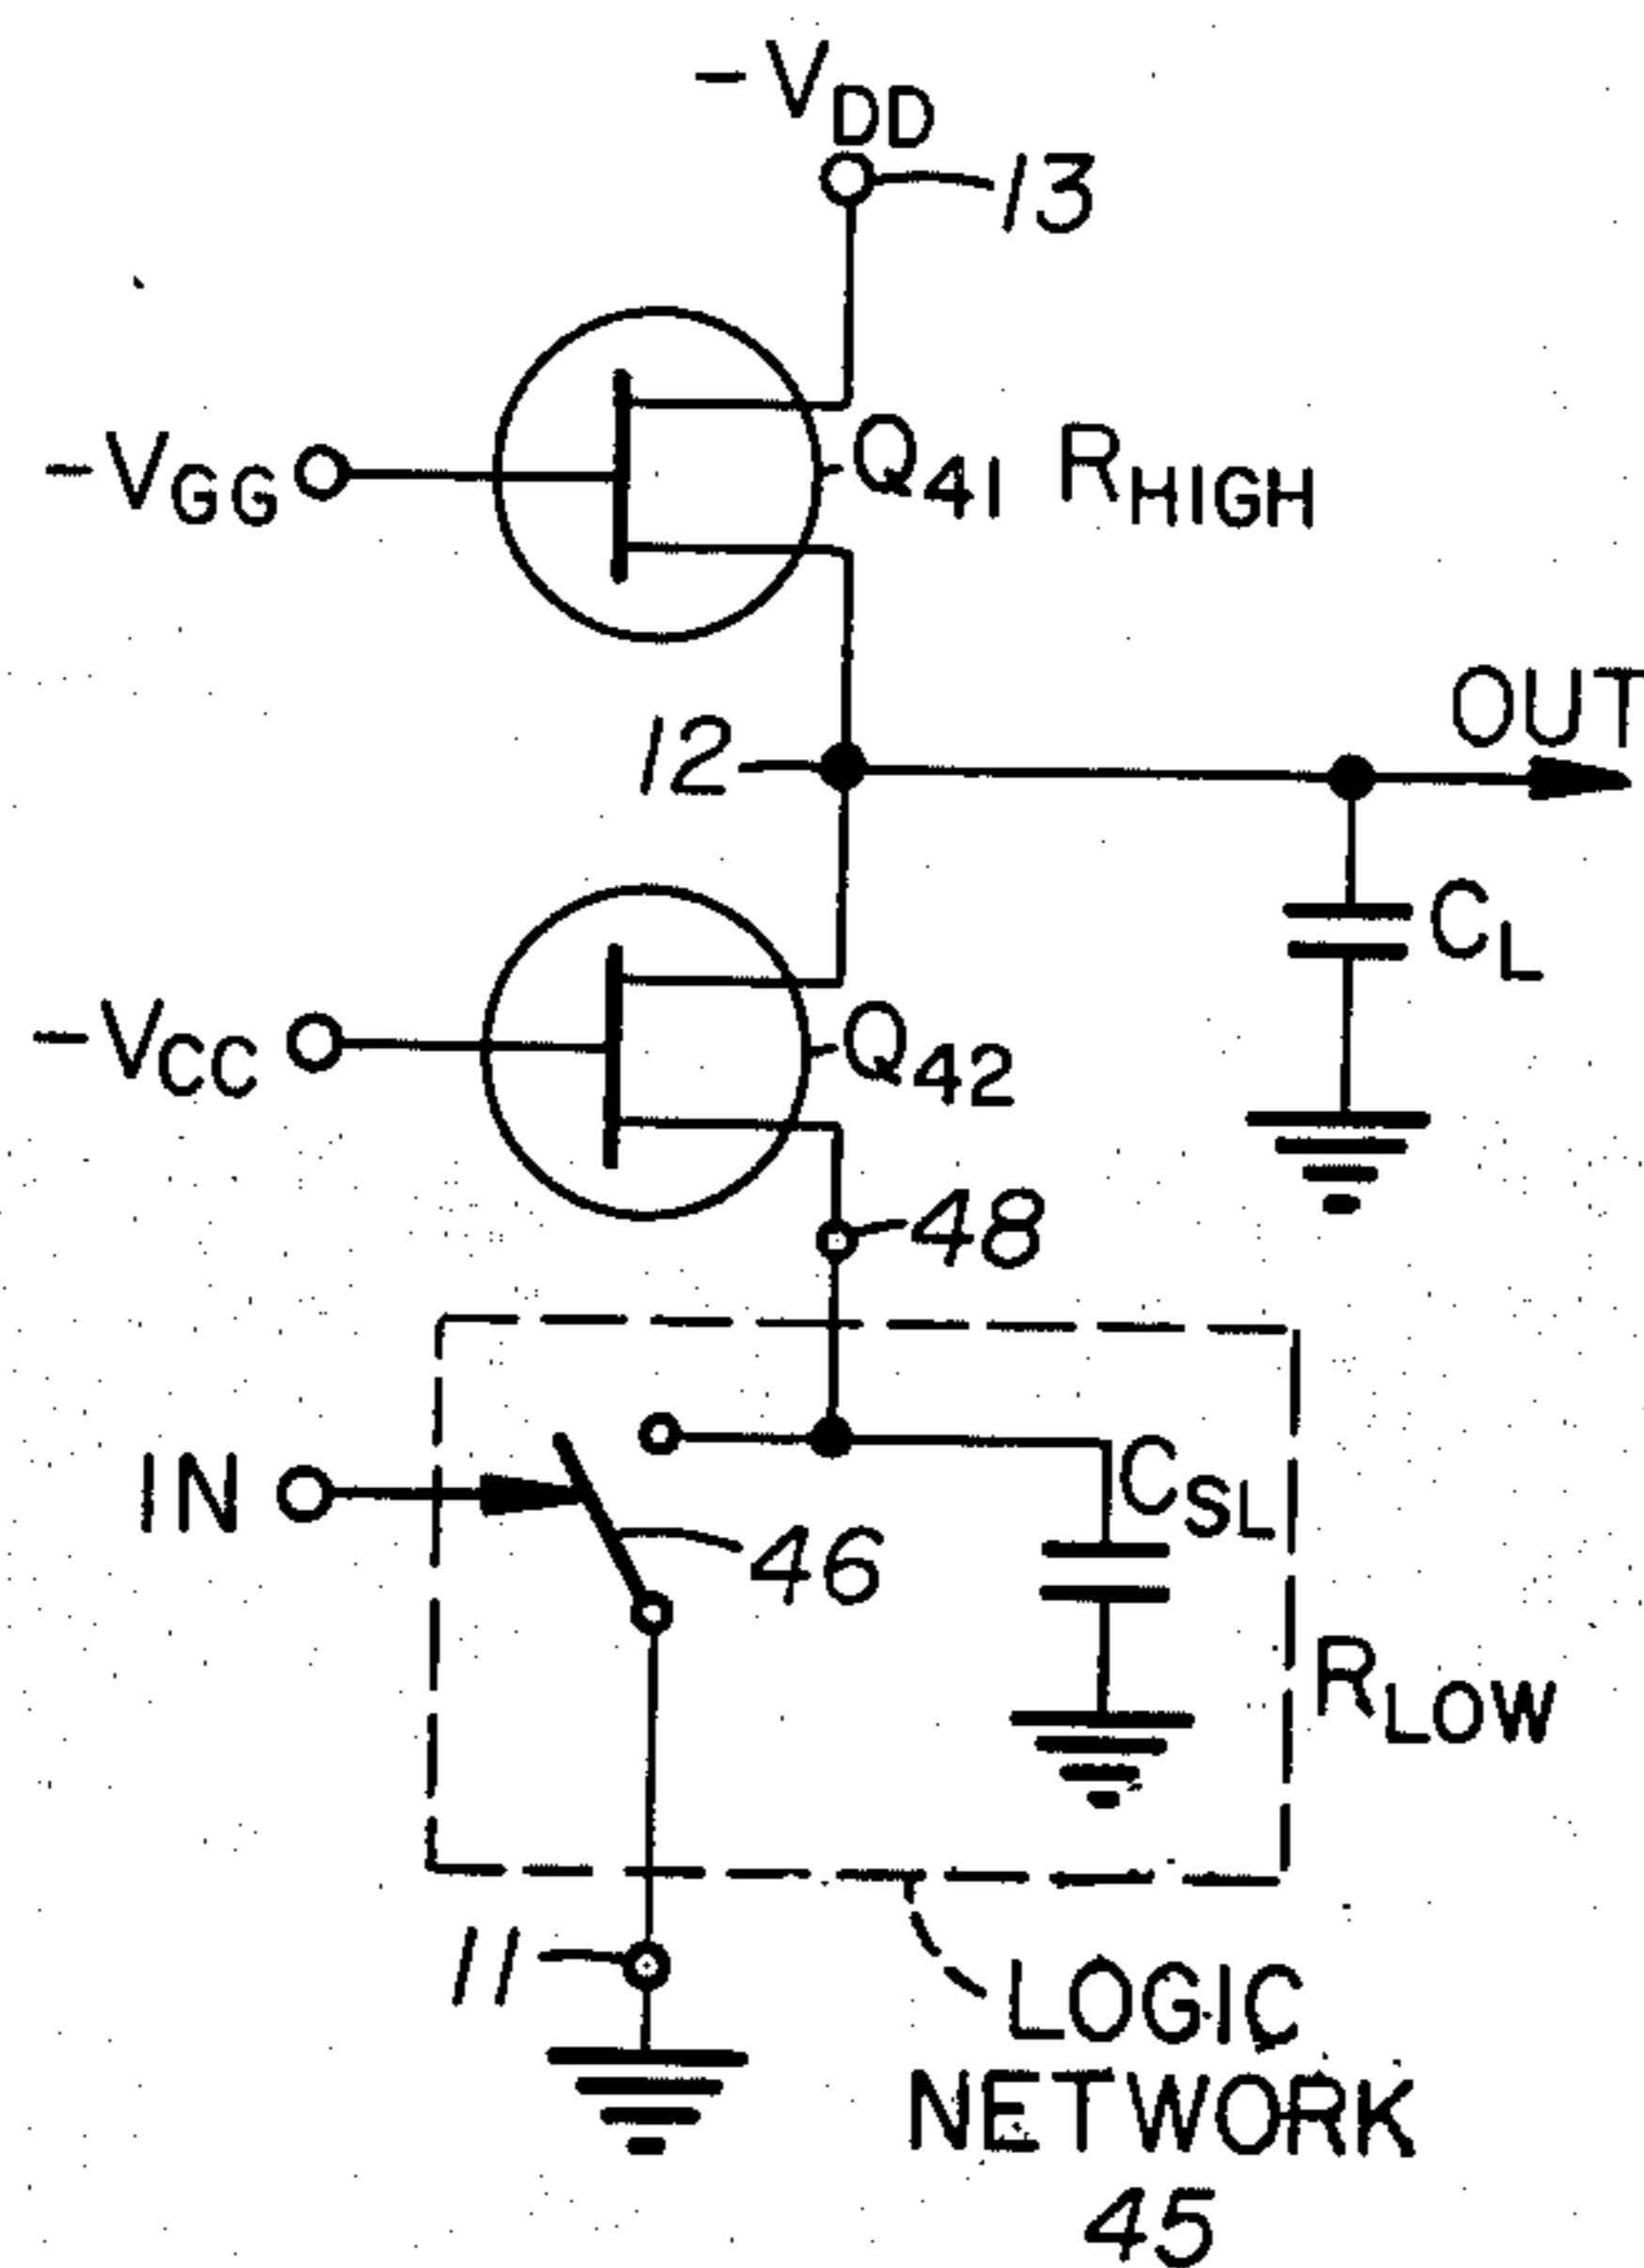 -VDD
13
-VGG
Q41 RHIGH
12
OUT
CL
-VCC
Q42
48
IN
46
CSL
RLOW
11
LOGIC
NETWORK
45